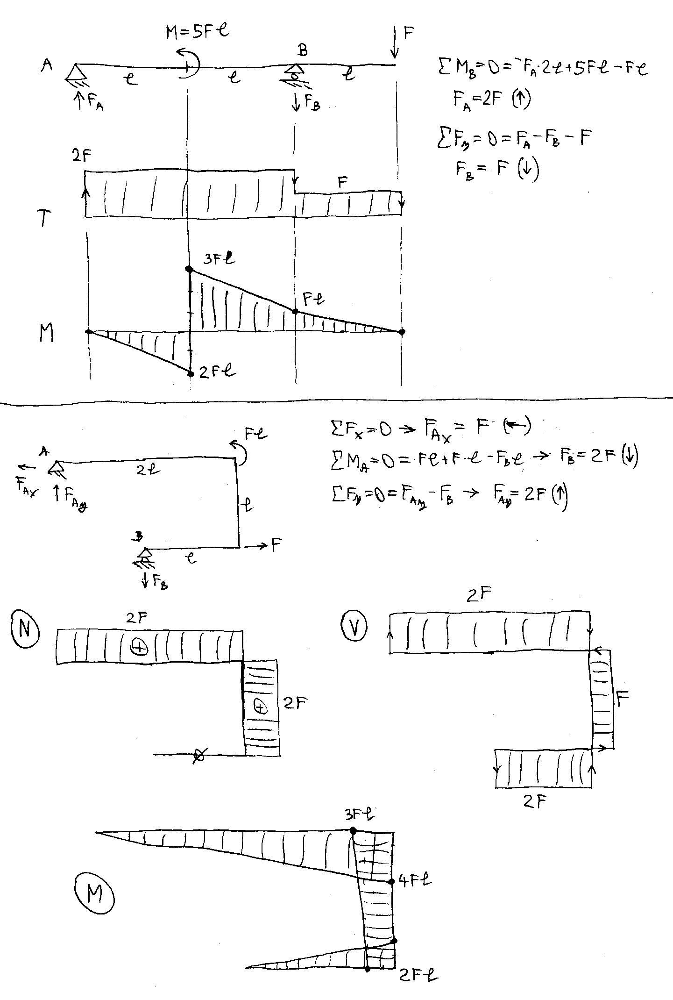 M=5Fℓ
F
A
B
ℓ
ℓ
ℓ
F_A
F_B
ΣM_B=0=-F_A·2ℓ+5Fℓ-Fℓ
F_A=2F (↑)
ΣF_y=0=F_A-F_B-F
F_B= F (↓)
2F
F
T
3Fℓ
Fℓ
M
2Fℓ
ΣF_x=0 → F_Ax= F (←)
ΣM_A=0=Fℓ+F·ℓ-F_Bℓ → F_B=2F (↓)
ΣF_y=0=F_Ay-F_B → F_Ay=2F (↑)
Fℓ
A
2ℓ
F_Ax
F_Ay
ℓ
B
F
ℓ
F_B
N
2F
+
2F
+
Ø
V
2F
F
2F
3Fℓ
M
4Fℓ
2Fℓ